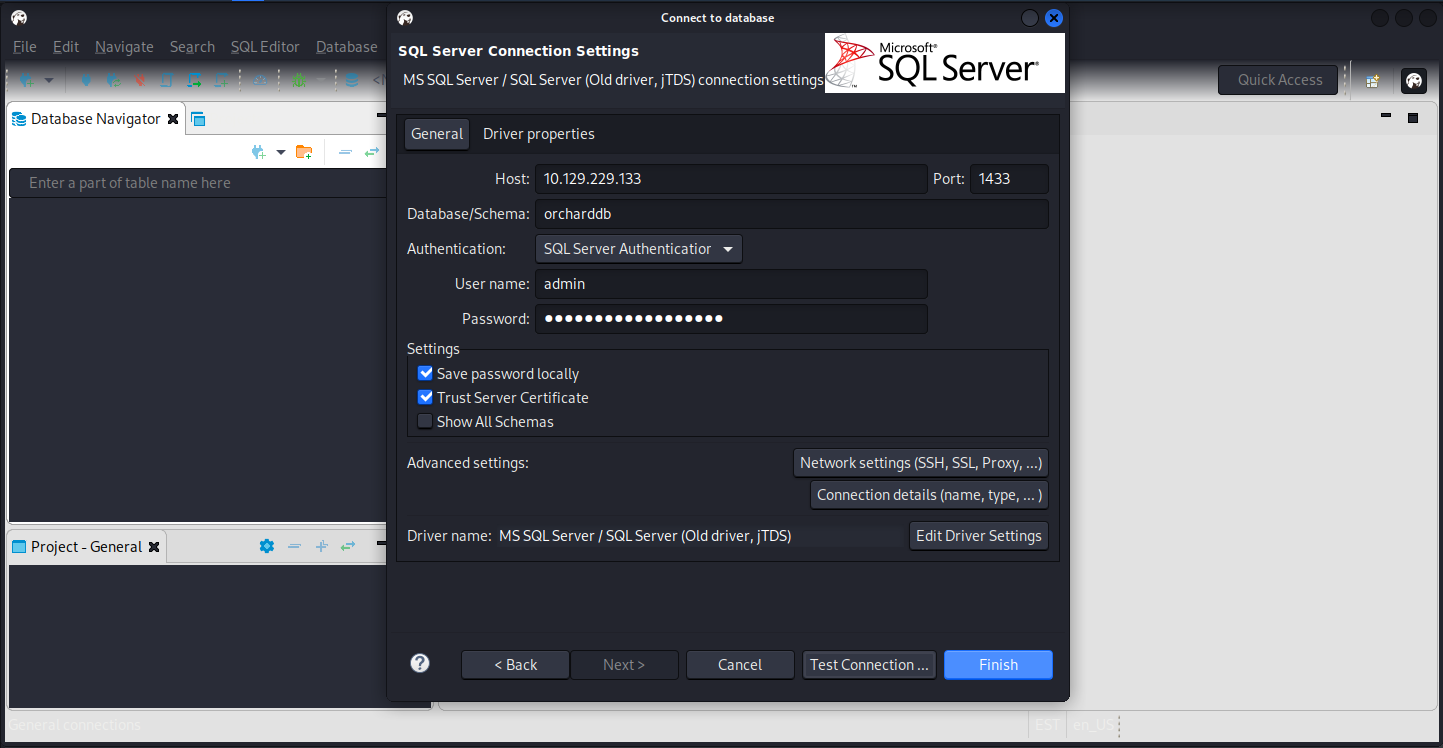 Connect to database
File Edit Navigate Search SQL Editor Database
SQL Server Connection Settings
MS SQL Server / SQL Server (Old driver, jTDS) connection settings
Microsoft®
SQL Server®
™
Quick Access
Database Navigator
Enter a part of table name here
General Driver properties
Host: 10.129.229.133 Port: 1433
Database/Schema: orcharddb
Authentication: SQL Server Authentication
User name: admin
Password: ●●●●●●●●●●●●●●●●●●
Settings
Save password locally
Trust Server Certificate
Show All Schemas
Advanced settings: Network settings (SSH, SSL, Proxy, ...)
Connection details (name, type, ... )
Driver name: MS SQL Server / SQL Server (Old driver, jTDS) Edit Driver Settings
Project - General
? < Back Next > Cancel Test Connection ... Finish
General connections
EST en_US